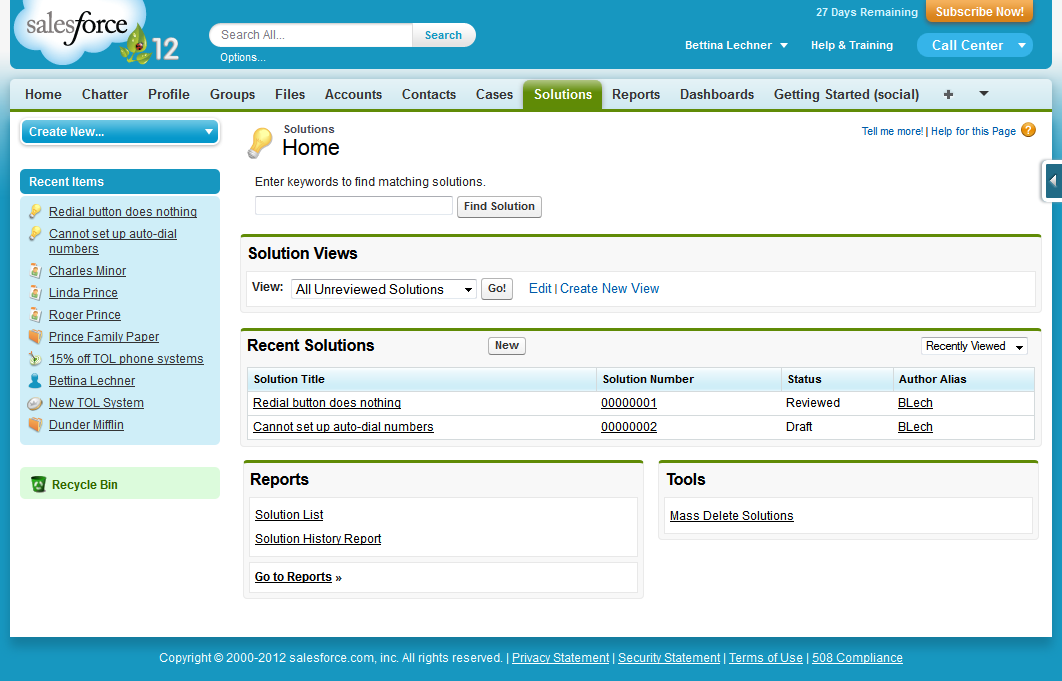 salesforce 12
Search All...
Search
Options...
27 Days Remaining
Subscribe Now!
Bettina Lechner
Help & Training
Call Center
Home Chatter Profile Groups Files Accounts Contacts Cases Solutions Reports Dashboards Getting Started (social) +
Create New...
Recent Items
Redial button does nothing
Cannot set up auto-dial
numbers
Charles Minor
Linda Prince
Roger Prince
Prince Family Paper
15% off TOL phone systems
Bettina Lechner
New TOL System
Dunder Mifflin
Recycle Bin
Solutions
Home
Tell me more! | Help for this Page ?
Enter keywords to find matching solutions.
Find Solution
Solution Views
View: All Unreviewed Solutions Go! Edit | Create New View
Recent Solutions New Recently Viewed
Solution Title Solution Number Status Author Alias
Redial button does nothing 00000001 Reviewed BLech
Cannot set up auto-dial numbers 00000002 Draft BLech
Reports
Solution List
Solution History Report
Go to Reports »
Tools
Mass Delete Solutions
Copyright © 2000-2012 salesforce.com, inc. All rights reserved. | Privacy Statement | Security Statement | Terms of Use | 508 Compliance